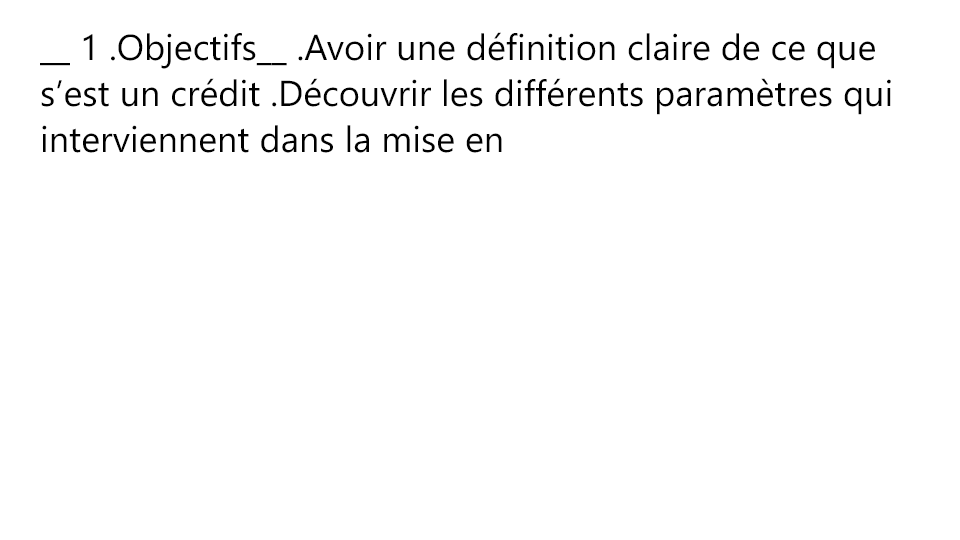 __ 1 .Objectifs__ .Avoir une définition claire de ce que
s’est un crédit .Découvrir les différents paramètres qui
interviennent dans la mise en